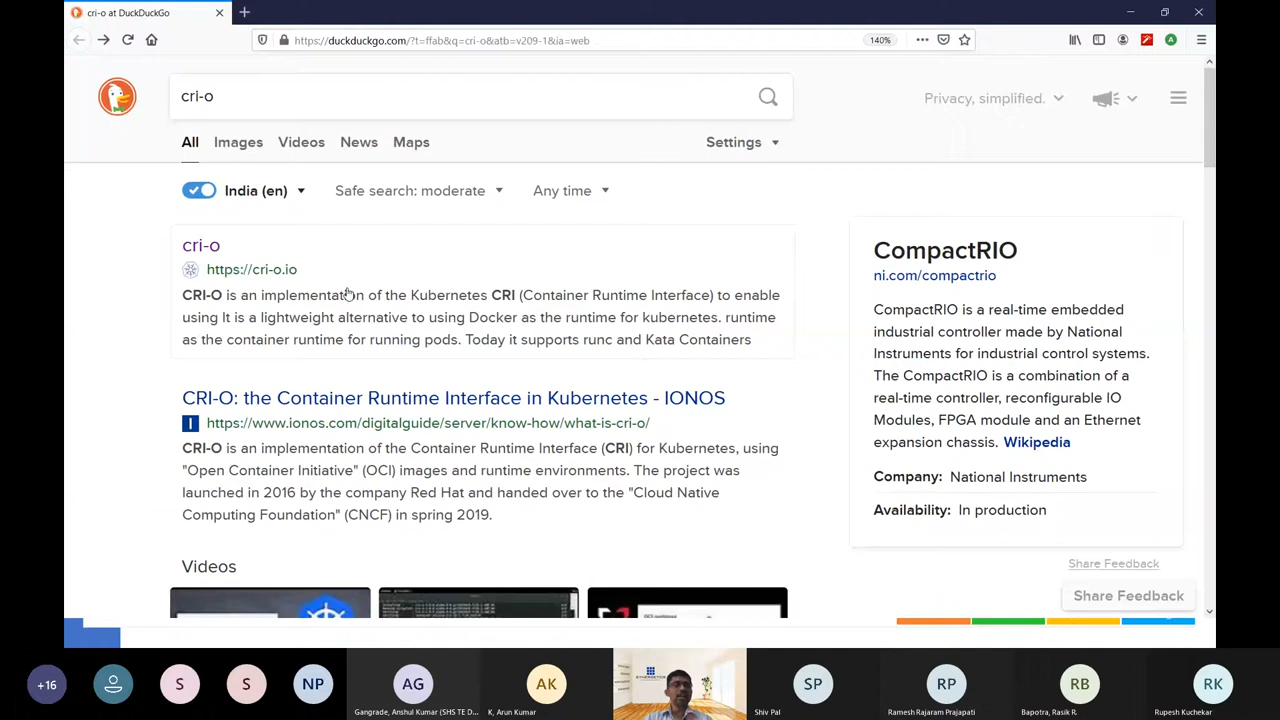 cri-o at DuckDuckGo
https://duckduckgo.com/?t=ffab&q=cri-o&atb=v209-1&ia=web
140%
cri-o
Privacy, simplified.
All
Images
Videos
News
Maps
Settings
India (en)
Safe search: moderate
Any time
cri-o
https://cri-o.io
CRI-O is an implementation of the Kubernetes CRI (Container Runtime Interface) to enable
using It is a lightweight alternative to using Docker as the runtime for kubernetes. runtime
as the container runtime for running pods. Today it supports runc and Kata Containers
CRI-O: the Container Runtime Interface in Kubernetes - IONOS
https://www.ionos.com/digitalguide/server/know-how/what-is-cri-o/
CRI-O is an implementation of the Container Runtime Interface (CRI) for Kubernetes, using
"Open Container Initiative" (OCI) images and runtime environments. The project was
launched in 2016 by the company Red Hat and handed over to the "Cloud Native
Computing Foundation" (CNCF) in spring 2019.
Videos
CompactRIO
ni.com/compactrio
CompactRIO is a real-time embedded
industrial controller made by National
Instruments for industrial control systems.
The CompactRIO is a combination of a
real-time controller, reconfigurable IO
Modules, FPGA module and an Ethernet
expansion chassis. Wikipedia
Company: National Instruments
Availability: In production
Share Feedback
Share Feedback
+16
S
S
NP
AG
Gangrade, Anshul Kumar (SHS TE D...
AK
K, Arun Kumar
SYNERGETICS
SP
Shiv Pal
RP
Ramesh Rajaram Prajapati
RB
Bapotra, Rasik R.
RK
Rupesh Kuchekar